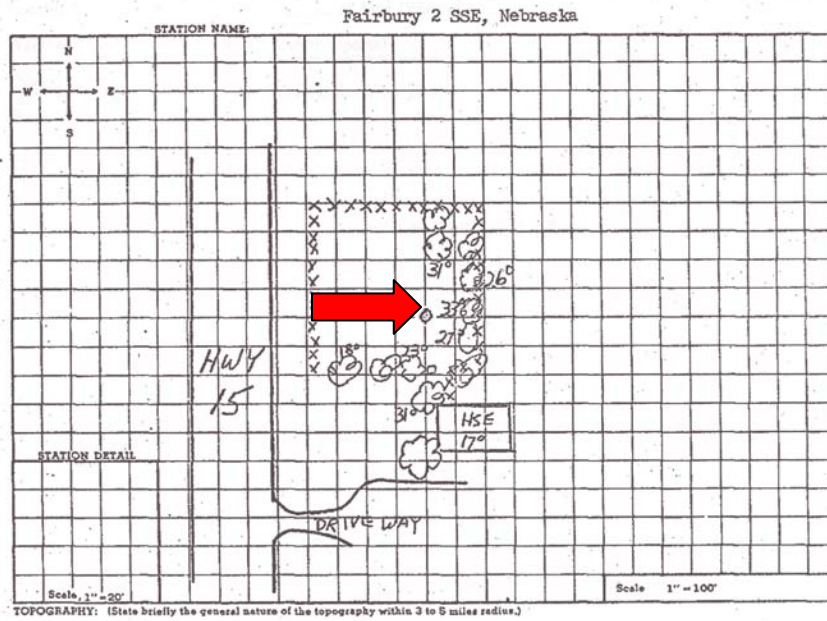 Fairbury 2 SSE, Nebraska
STATION NAME:
N
W E
S
31°
26°
33°
27°
18° 23°
HWY
15
31°
HSE
17°
STATION DETAIL
DRIVEWAY
Scale, 1"=20'
Scale 1"=100'
TOPOGRAPHY: (State briefly the general nature of the topography within 3 to 5 miles radius.)